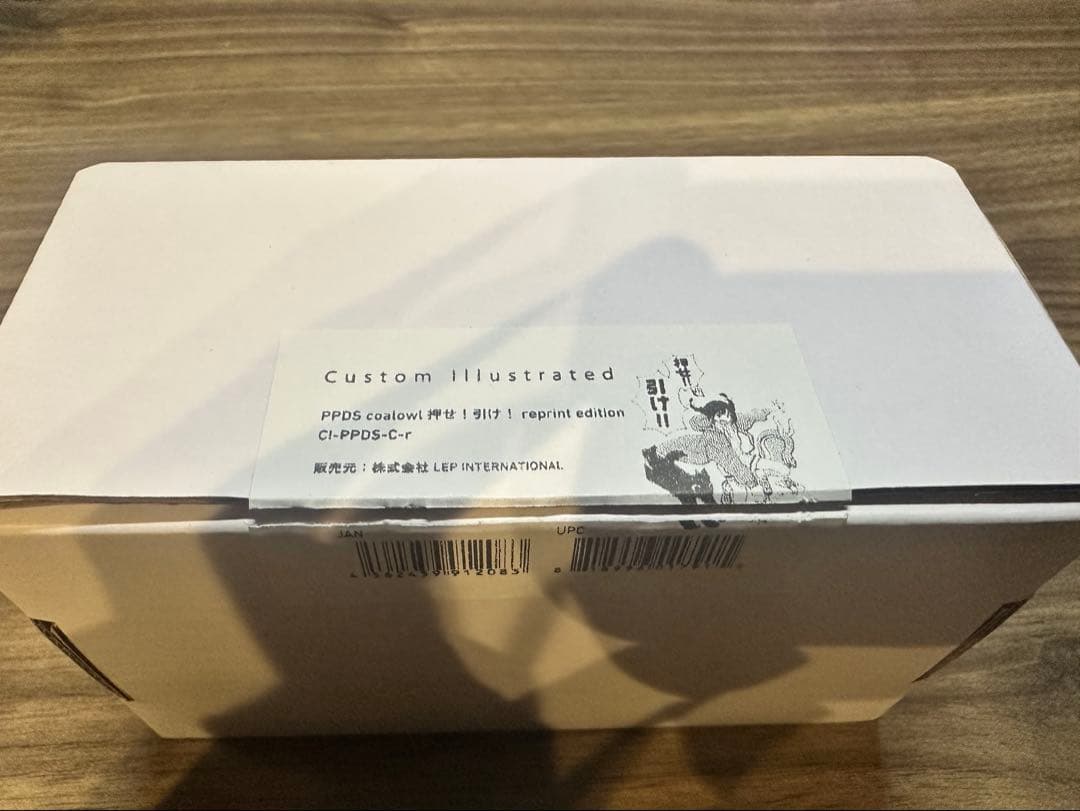 Custom Illustrated
PPDS coalowl 押せ！引け！ reprint edition
CI-PPDS-C-r
販売元：株式会社 LEP INTERNATIONAL
押せ!!
引け!!
JAN
UPC